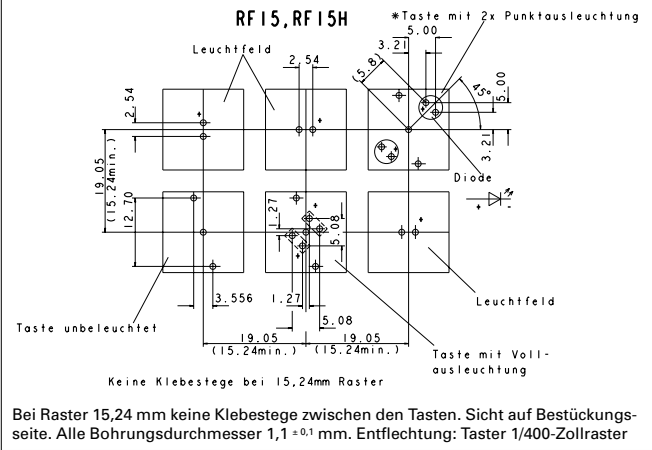 RF15,RF15H
*Taste mit 2x Punktausleuchtung
Leuchtfeld
5.00
3.21
(5.8)
2.54
45°
5.00
2.54
3.21
19.05
(15.24min.)
Diode
+ -
12.70
1.27
5.08
3.556
1.27
5.08
Leuchtfeld
Taste unbeleuchtet
19.05
19.05
(15.24min.)
(15.24min.)
Taste mit Voll-
ausleuchtung
Keine Klebestege bei 15,24mm Raster
Bei Raster 15,24 mm keine Klebestege zwischen den Tasten. Sicht auf Bestückungs-
seite. Alle Bohrungsdurchmesser 1,1 ± 0,1 mm. Entflechtung: Taster 1/400-Zollraster